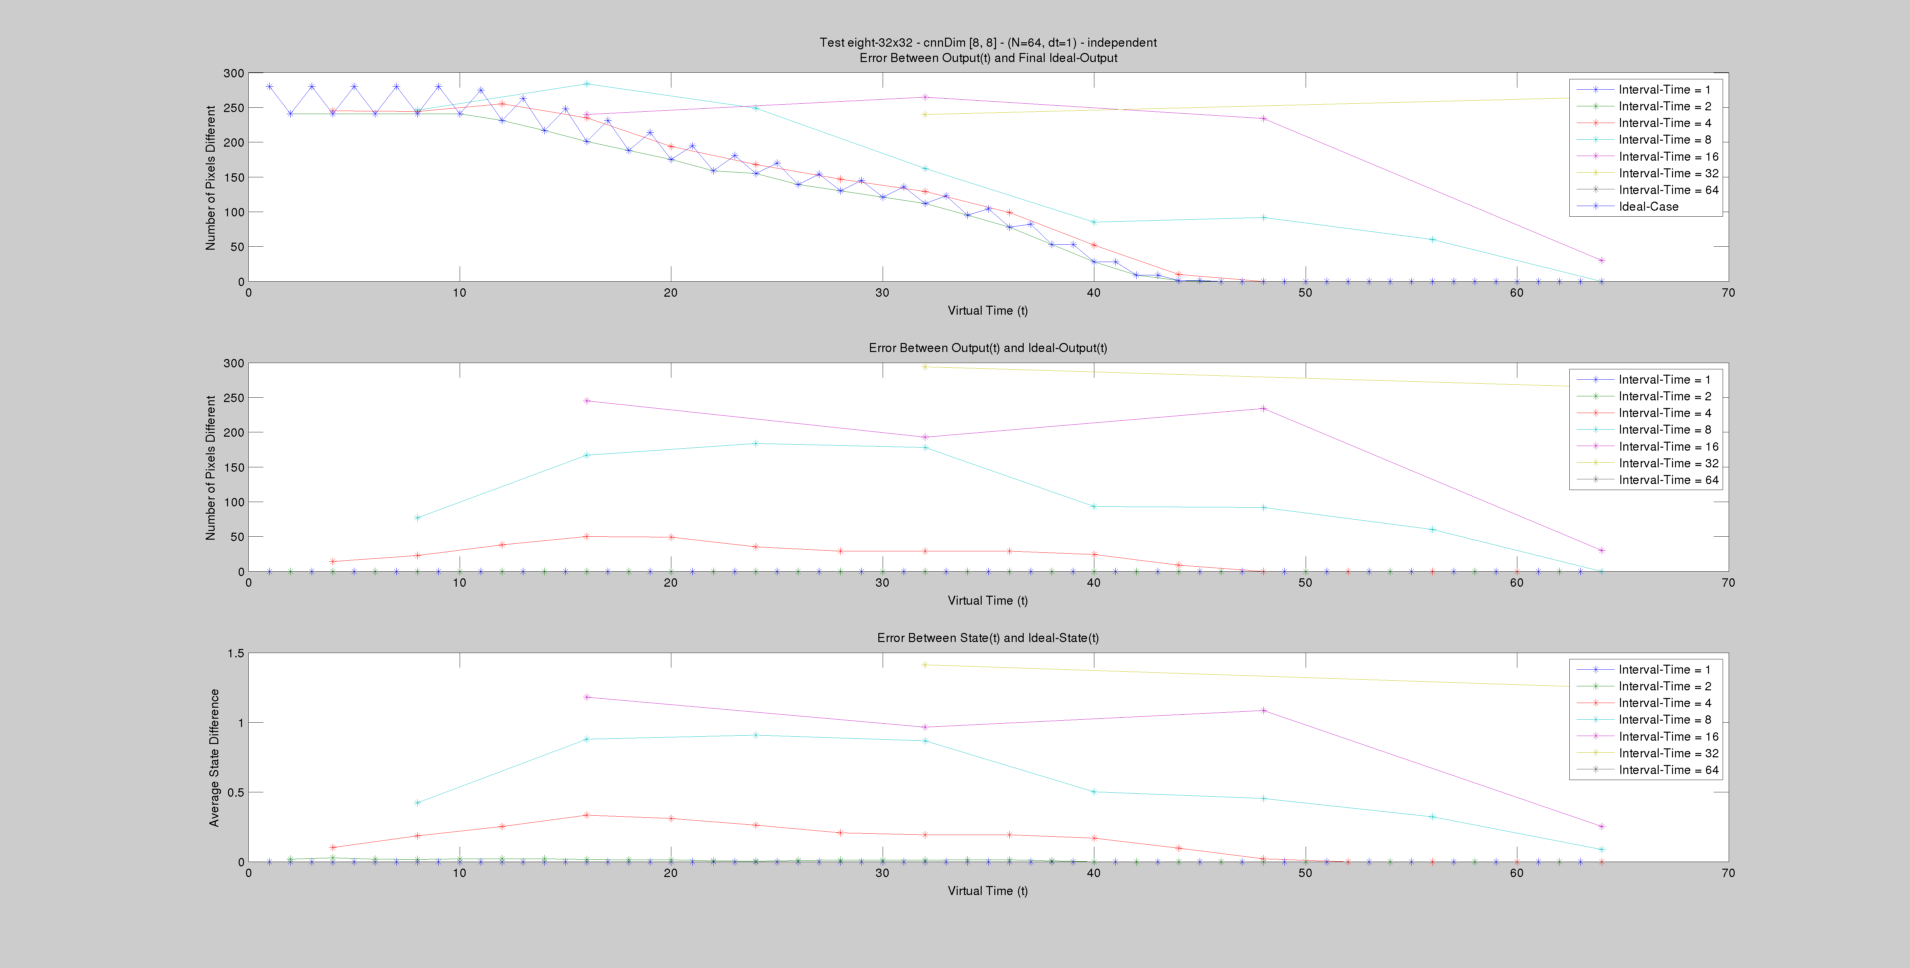 Test eight-32x32 - cnnDim [8, 8] - (N=64, dt=1) - independent
Error Between Output(t) and Final Ideal-Output
Number of Pixels Different
300
250
200
150
100
50
0
0 10 20 30 40 50 60 70
Virtual Time (t)
Interval-Time = 1
Interval-Time = 2
Interval-Time = 4
Interval-Time = 8
Interval-Time = 16
Interval-Time = 32
Interval-Time = 64
Ideal-Case
Error Between Output(t) and Ideal-Output(t)
Number of Pixels Different
300
250
200
150
100
50
0
0 10 20 30 40 50 60 70
Virtual Time (t)
Interval-Time = 1
Interval-Time = 2
Interval-Time = 4
Interval-Time = 8
Interval-Time = 16
Interval-Time = 32
Interval-Time = 64
Error Between State(t) and Ideal-State(t)
Average State Difference
1.5
1
0.5
0
0 10 20 30 40 50 60 70
Virtual Time (t)
Interval-Time = 1
Interval-Time = 2
Interval-Time = 4
Interval-Time = 8
Interval-Time = 16
Interval-Time = 32
Interval-Time = 64